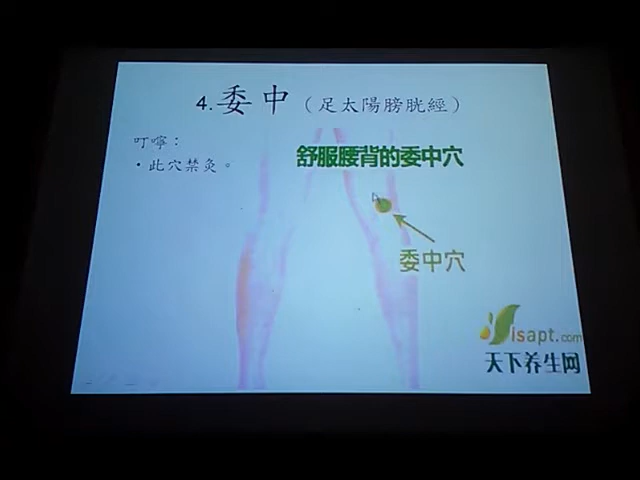 4.委中（足太陽膀胱經）
叮嚀：
•此穴禁灸。
舒服腰背的委中穴
委中穴
isapt.com
天下养生网